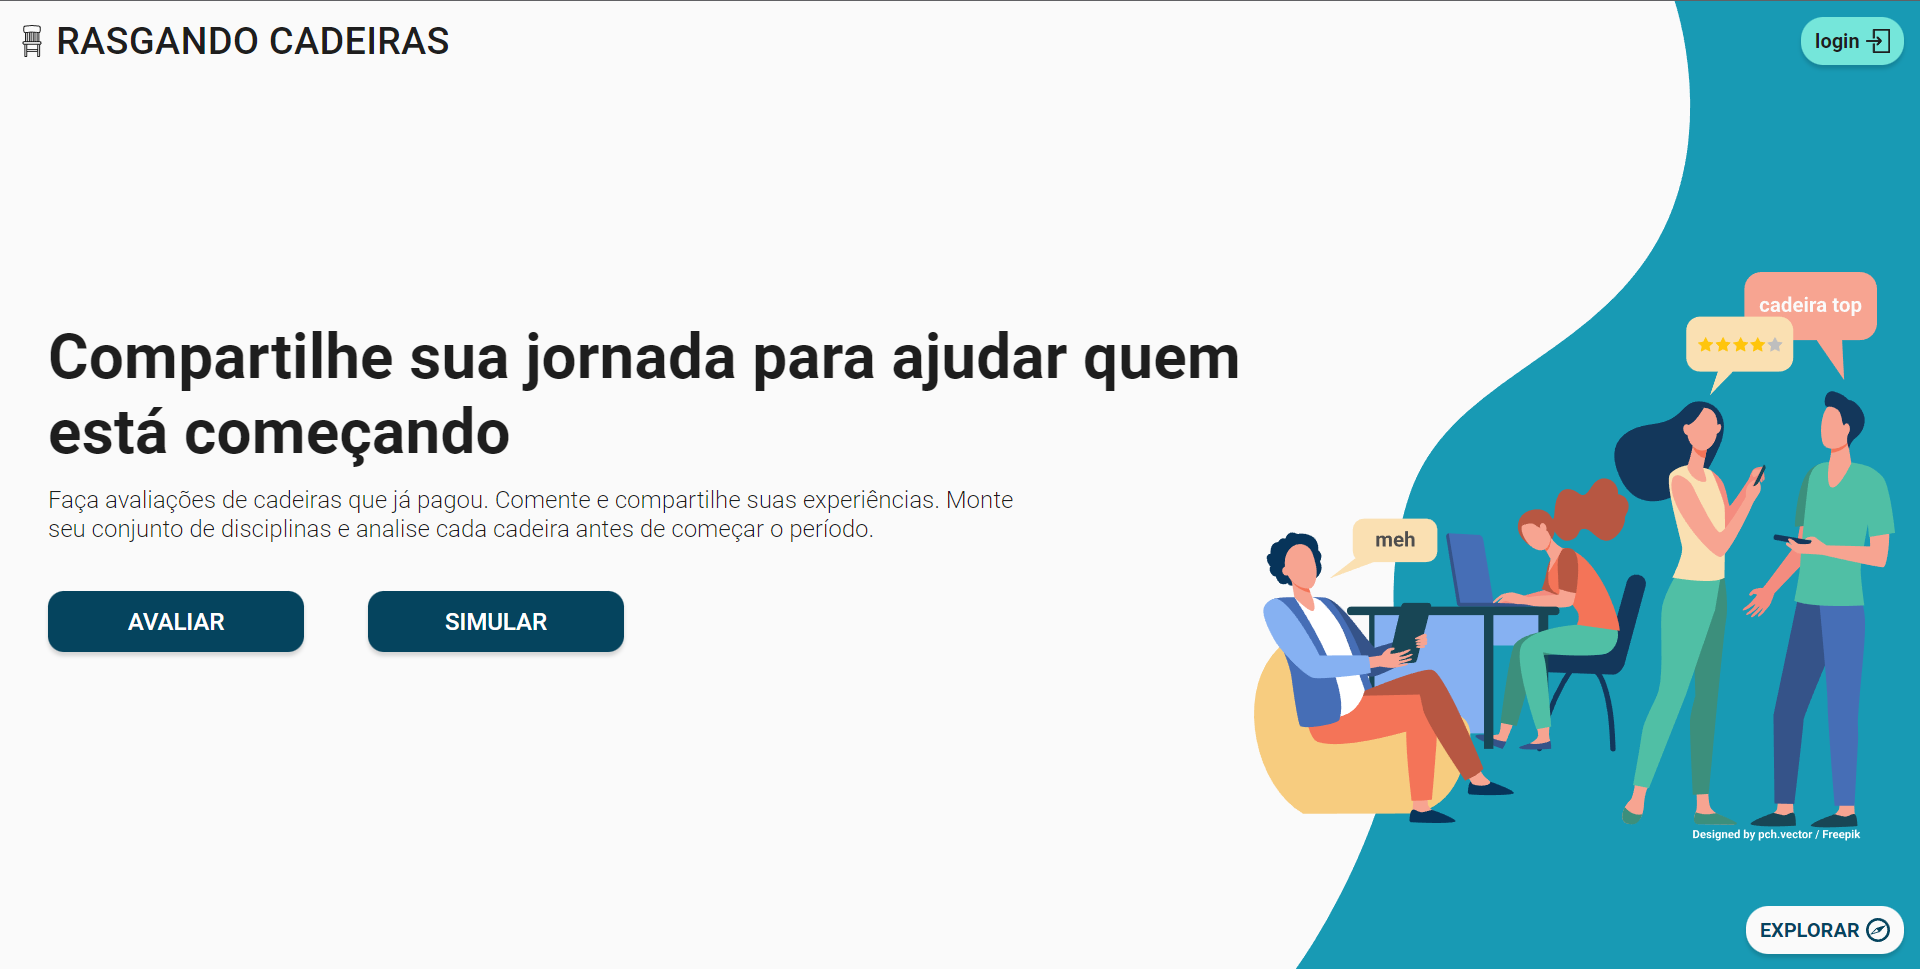 RASGANDO CADEIRAS
login
Compartilhe sua jornada para ajudar quem
está começando
Faça avaliações de cadeiras que já pagou. Comente e compartilhe suas experiências. Monte
seu conjunto de disciplinas e analise cada cadeira antes de começar o período.
AVALIAR
SIMULAR
cadeira top
meh
Designed by pch.vector / Freepik
EXPLORAR